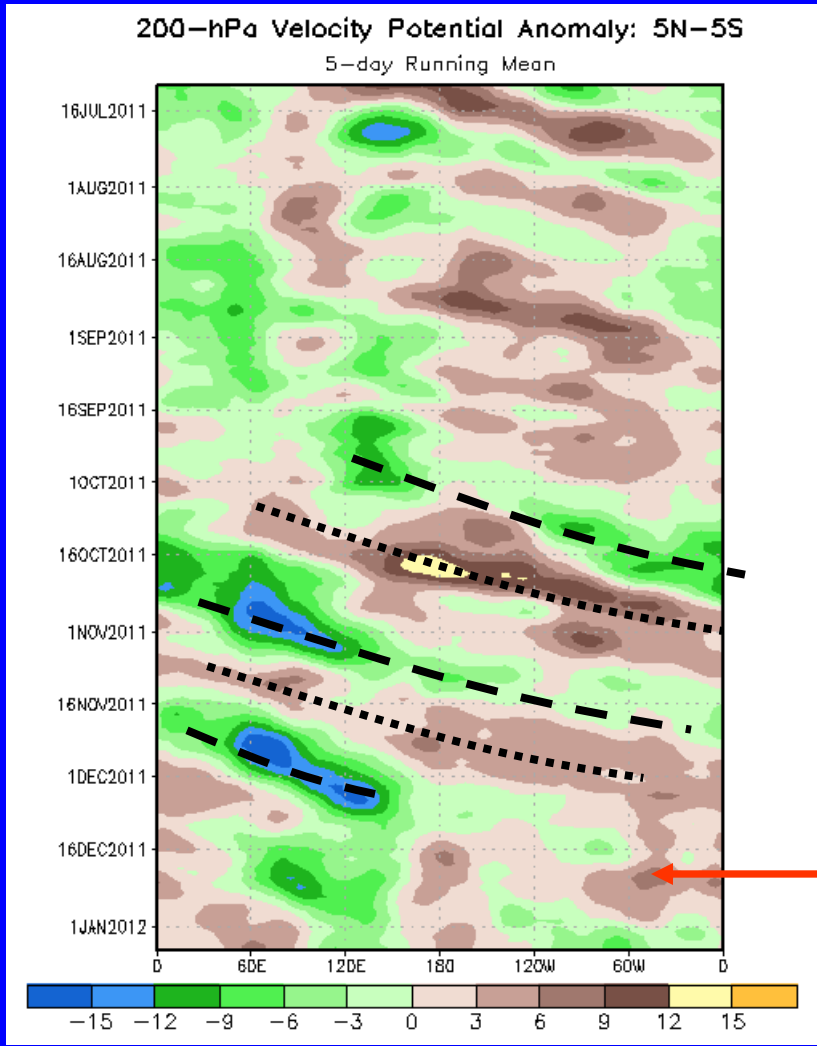 200-hPa Velocity Potential Anomaly: 5N-5S
5-day Running Mean
16JUL2011
1AUG2011
16AUG2011
1SEP2011
16SEP2011
1OCT2011
16OCT2011
1NOV2011
16NOV2011
1DEC2011
16DEC2011
1JAN2012
0 60E 120E 180 120W 60W 0
-15 -12 -9 -6 -3 0 3 6 9 12 15